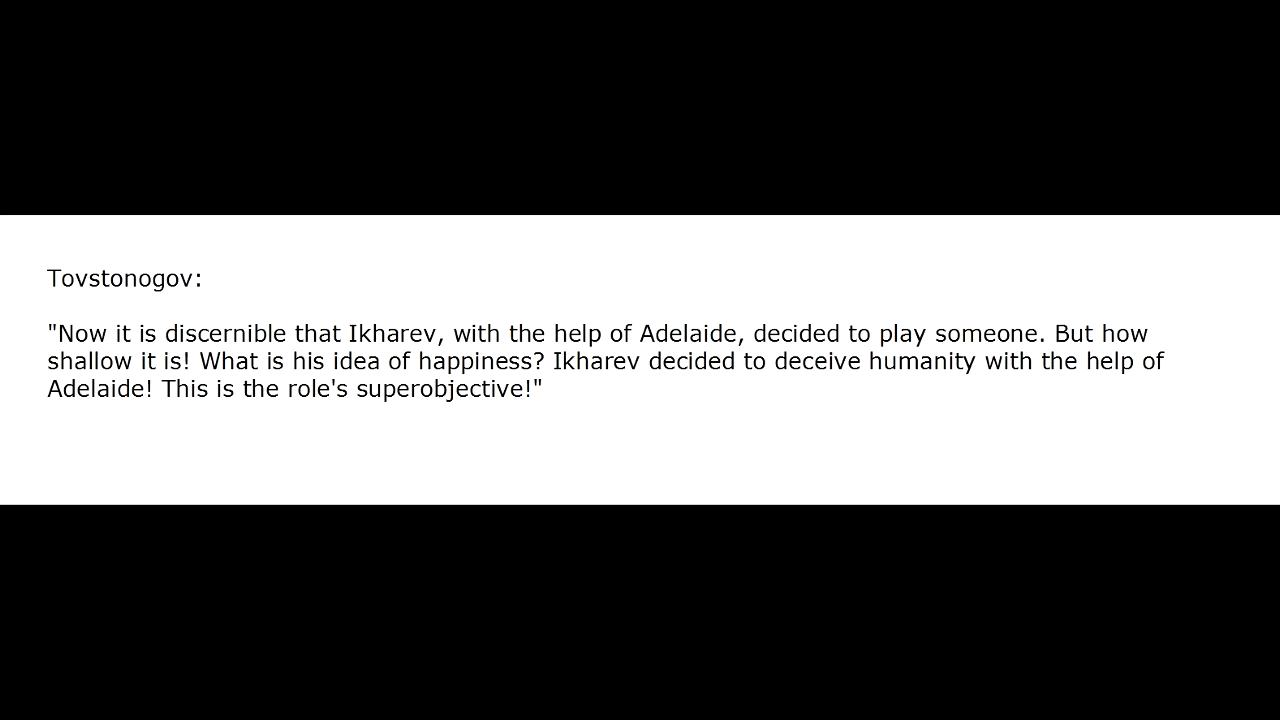 Tovstonogov:
"Now it is discernible that Ikharev, with the help of Adelaide, decided to play someone. But how
shallow it is! What is his idea of happiness? Ikharev decided to deceive humanity with the help of
Adelaide! This is the role's superobjective!"